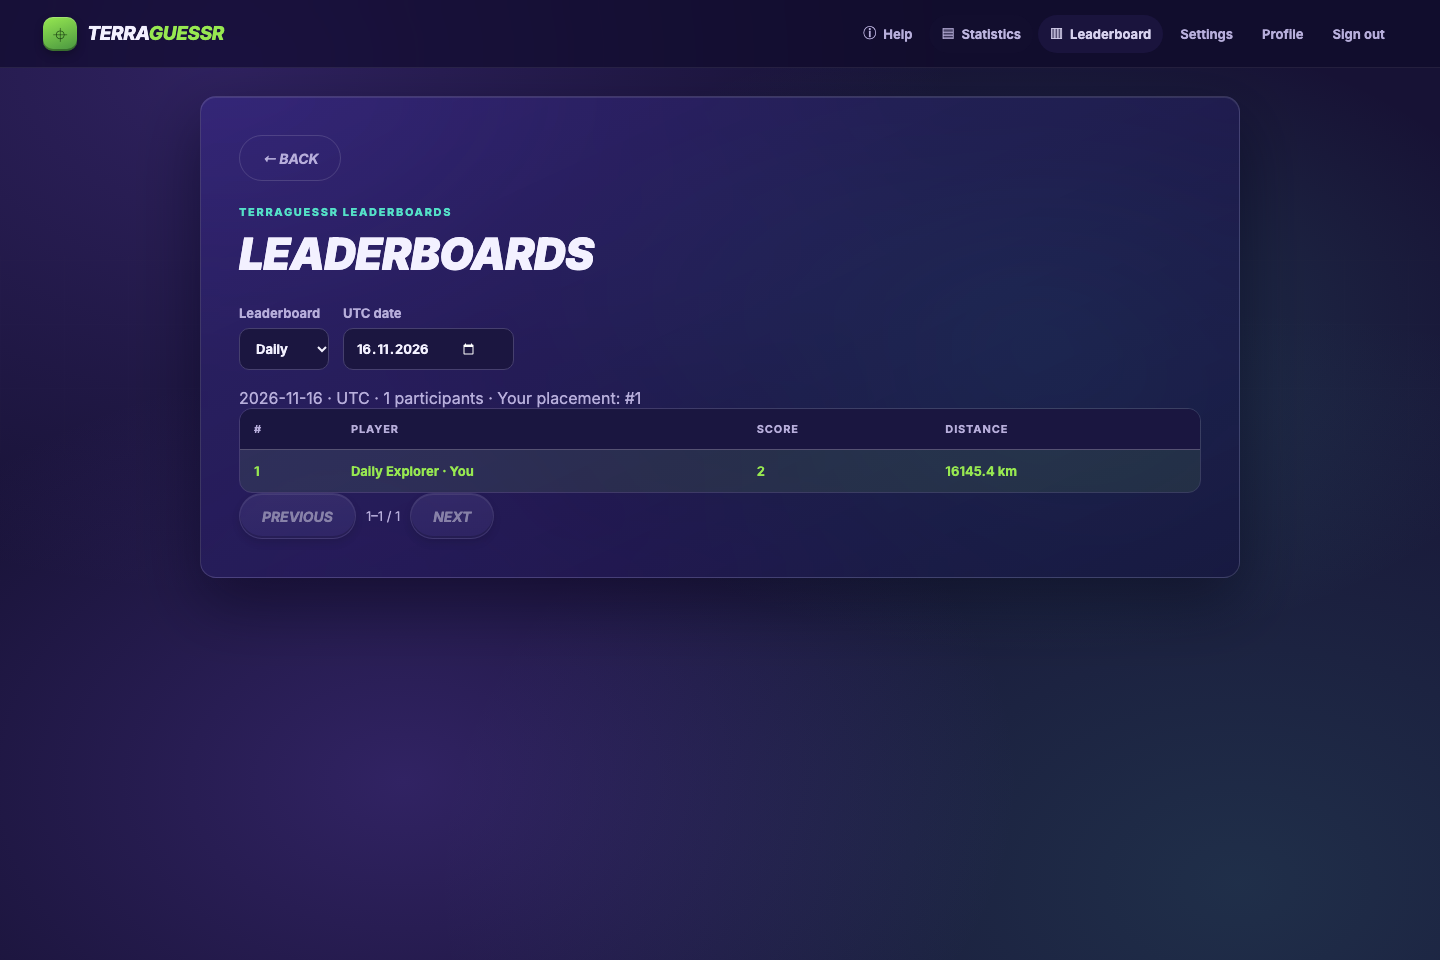 TERRAGUESSR
Help Statistics Leaderboard Settings Profile Sign out
← BACK
TERRAGUESSR LEADERBOARDS
LEADERBOARDS
Leaderboard UTC date
Daily 16.11.2026
2026-11-16 · UTC · 1 participants · Your placement: #1
# PLAYER SCORE DISTANCE
1 Daily Explorer · You 2 16145.4 km
PREVIOUS 1–1 / 1 NEXT